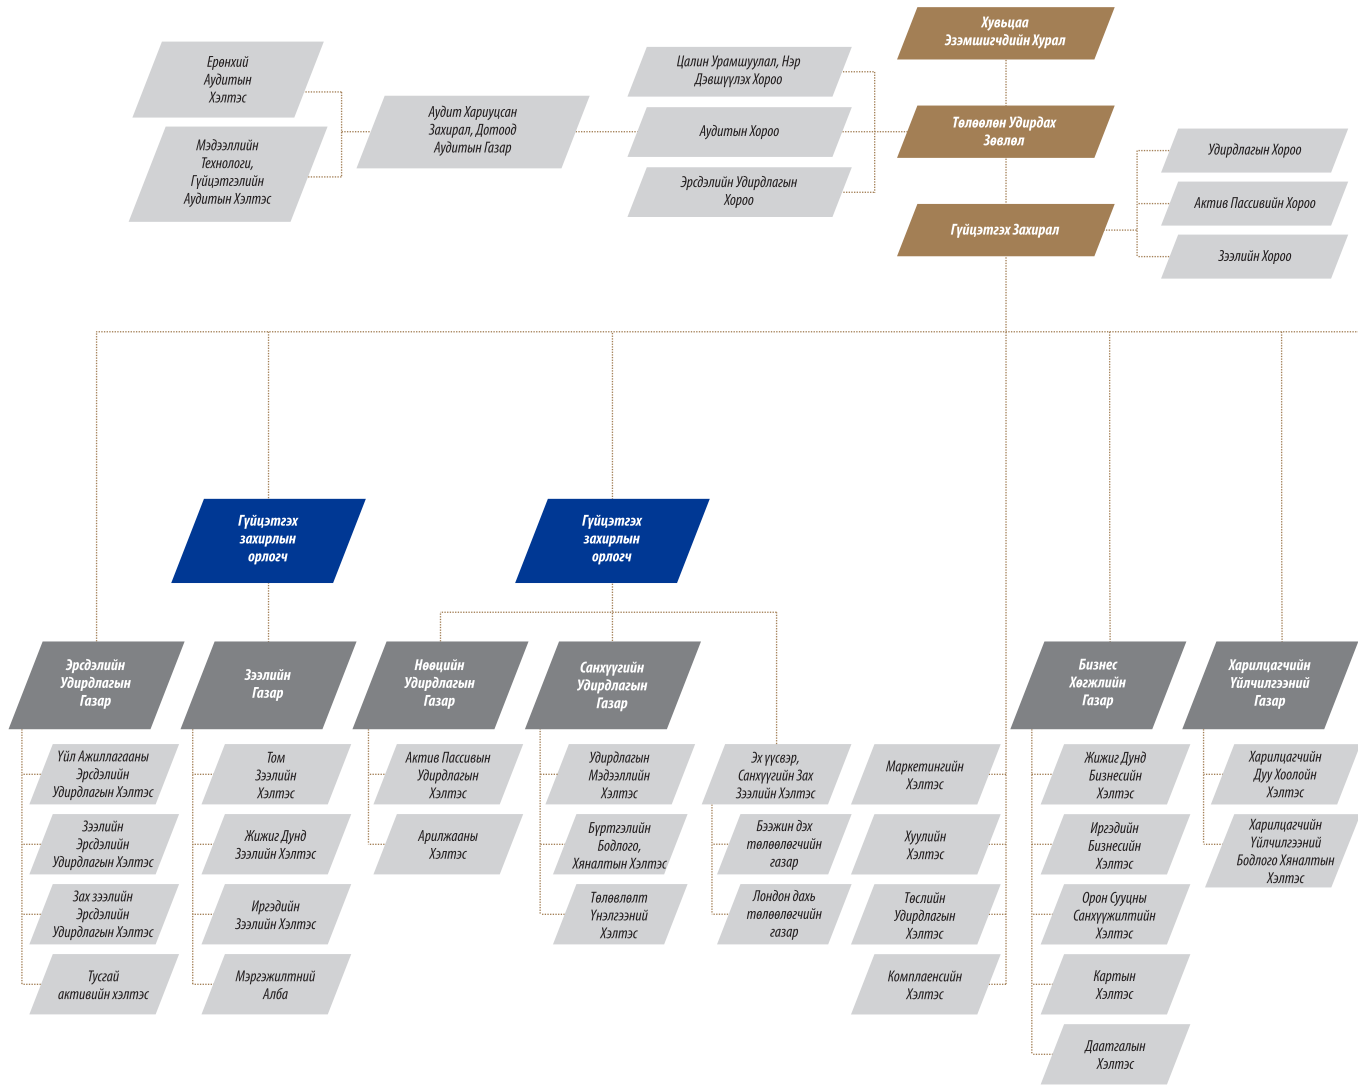 Хувьцаа
Эзэмшигчдийн Хурал
Ерөнхий
Аудитын
Хэлтэс
Мэдээллийн
Технологи,
Гүйцэтгэлийн
Аудитын Хэлтэс
Аудит Хариуцсан
Захирал, Дотоод
Аудитын Газар
Цалин Урамшуулал, Нэр
Дэвшүүлэх Хороо
Аудитын Хороо
Эрсдэлийн Удирдлагын
Хороо
Төлөөлөн Удирдах
Зөвлөл
Гүйцэтгэх Захирал
Удирдлагын Хороо
Актив Пассивийн Хороо
Зээлийн Хороо
Гүйцэтгэх
захирлын
орлогч
Гүйцэтгэх
захирлын
орлогч
Эрсдэлийн
Удирдлагын
Газар
Үйл Ажиллагааны
Эрсдэлийн
Удирдлагын Хэлтэс
Зээлийн
Эрсдэлийн
Удирдлагын Хэлтэс
Зах зээлийн
Эрсдэлийн
Удирдлагын Хэлтэс
Тусгай
активийн хэлтэс
Зээлийн
Газар
Том
Зээлийн
Хэлтэс
Жижиг Дунд
Зээлийн Хэлтэс
Иргэдийн
Зээлийн Хэлтэс
Мэргэжилтний
Алба
Нөөцийн
Удирдлагын
Газар
Актив Пассивын
Удирдлагын
Хэлтэс
Арилжааны
Хэлтэс
Санхүүгийн
Удирдлагын
Газар
Удирдлагын
Мэдээллийн
Хэлтэс
Бүртгэлийн
Бодлого,
Хяналтын Хэлтэс
Төлөвлөлт
Үнэлгээний
Хэлтэс
Эх үүсвэр,
Санхүүгийн Зах
Зээлийн Хэлтэс
Бээжин дэх
төлөөлөгчийн
газар
Лондон дахь
төлөөлөгчийн
газар
Маркетингийн
Хэлтэс
Хуулийн
Хэлтэс
Төслийн
Удирдлагын
Хэлтэс
Комплаенсийн
Хэлтэс
Бизнес
Хөгжлийн
Газар
Жижиг Дунд
Бизнесийн
Хэлтэс
Иргэдийн
Бизнесийн
Хэлтэс
Орон Сууцны
Санхүүжилтийн
Хэлтэс
Картын
Хэлтэс
Даатгалын
Хэлтэс
Харилцагчийн
Үйлчилгээний
Газар
Харилцагчийн
Дуу Хоолойн
Хэлтэс
Харилцагчийн
Үйлчилгээний
Бодлого Хяналтын
Хэлтэс